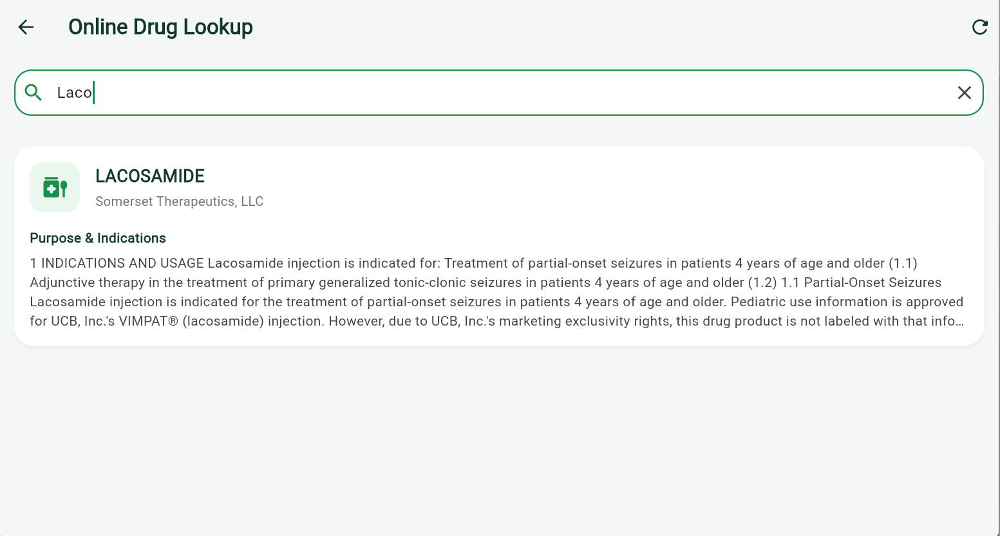 Online Drug Lookup
Laco
LACOSAMIDE
Somerset Therapeutics, LLC
Purpose & Indications
1 INDICATIONS AND USAGE Lacosamide injection is indicated for: Treatment of partial-onset seizures in patients 4 years of age and older (1.1)
Adjunctive therapy in the treatment of primary generalized tonic-clonic seizures in patients 4 years of age and older (1.2) 1.1 Partial-Onset Seizures
Lacosamide injection is indicated for the treatment of partial-onset seizures in patients 4 years of age and older. Pediatric use information is approved
for UCB, Inc.'s VIMPAT® (lacosamide) injection. However, due to UCB, Inc.'s marketing exclusivity rights, this drug product is not labeled with that info…